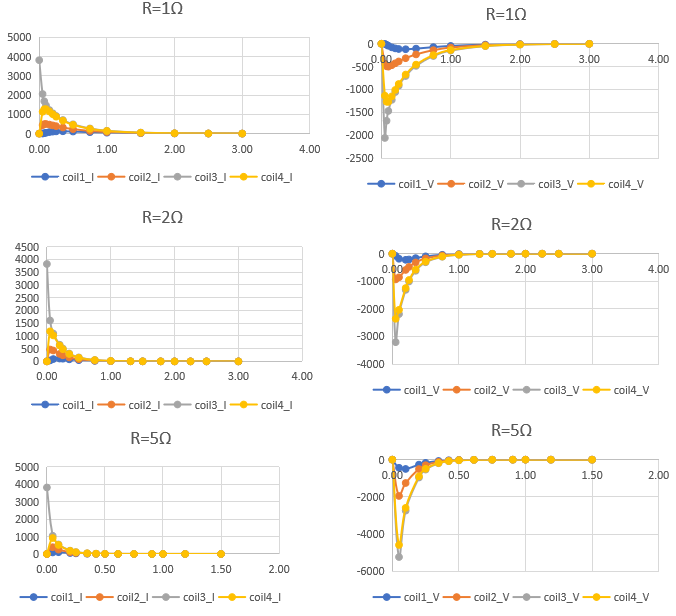 R=1Ω
5000
4000
3000
2000
1000
0
0.00 1.00 2.00 3.00 4.00
coil1_I coil2_I coil3_I coil4_I
R=1Ω
0
-500
-1000
-1500
-2000
-2500
0.00 1.00 2.00 3.00 4.00
coil1_V coil2_V coil3_V coil4_V
R=2Ω
4500
4000
3500
3000
2500
2000
1500
1000
500
0
0.00 1.00 2.00 3.00 4.00
coil1_I coil2_I coil3_I coil4_I
R=2Ω
0
-1000
-2000
-3000
-4000
0.00 1.00 2.00 3.00 4.00
coil1_V coil2_V coil3_V coil4_V
R=5Ω
5000
4000
3000
2000
1000
0
0.00 0.50 1.00 1.50 2.00
coil1_I coil2_I coil3_I coil4_I
R=5Ω
0
-2000
-4000
-6000
0.00 0.50 1.00 1.50 2.00
coil1_V coil2_V coil3_V coil4_V